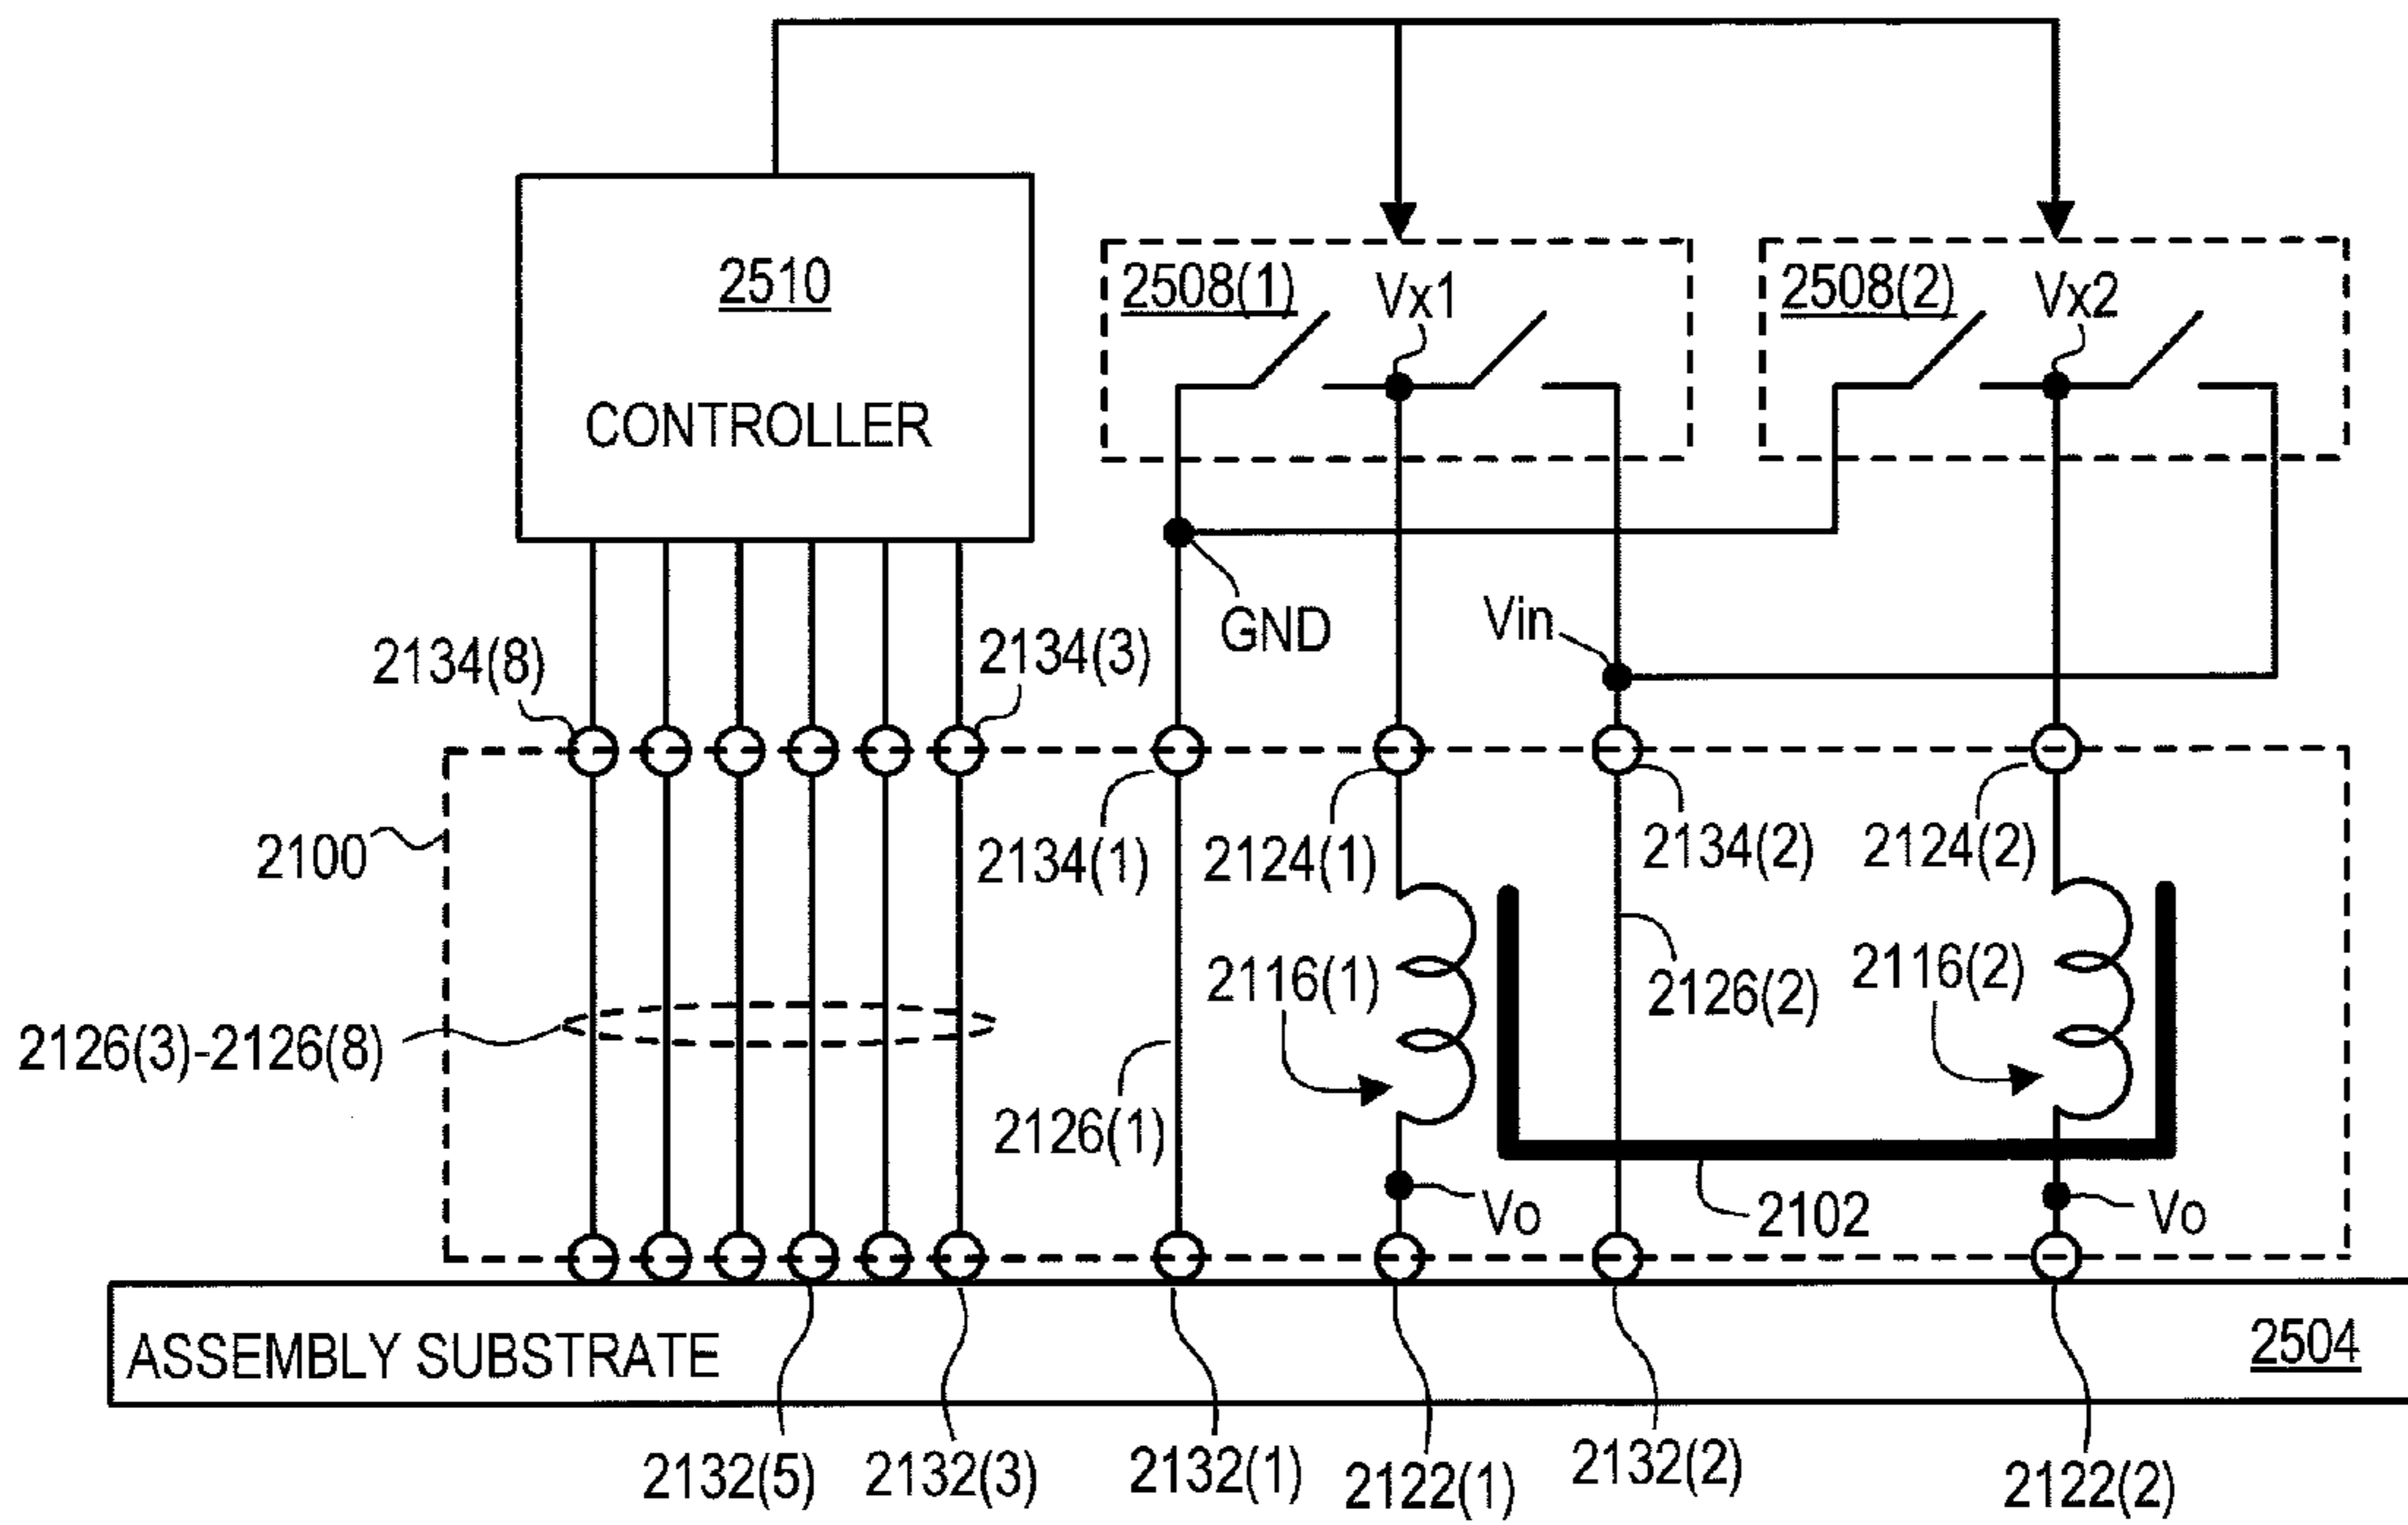 2510
CONTROLLER
2508(1)
Vx1
2508(2)
Vx2
GND
Vin
2134(8)
2134(3)
2100
2134(1)
2124(1)
2134(2)
2124(2)
2116(1)
2126(2)
2116(2)
2126(3)-2126(8)
2126(1)
Vo
2102
Vo
ASSEMBLY SUBSTRATE
2504
2132(5)
2132(3)
2132(1)
2122(1)
2132(2)
2122(2)